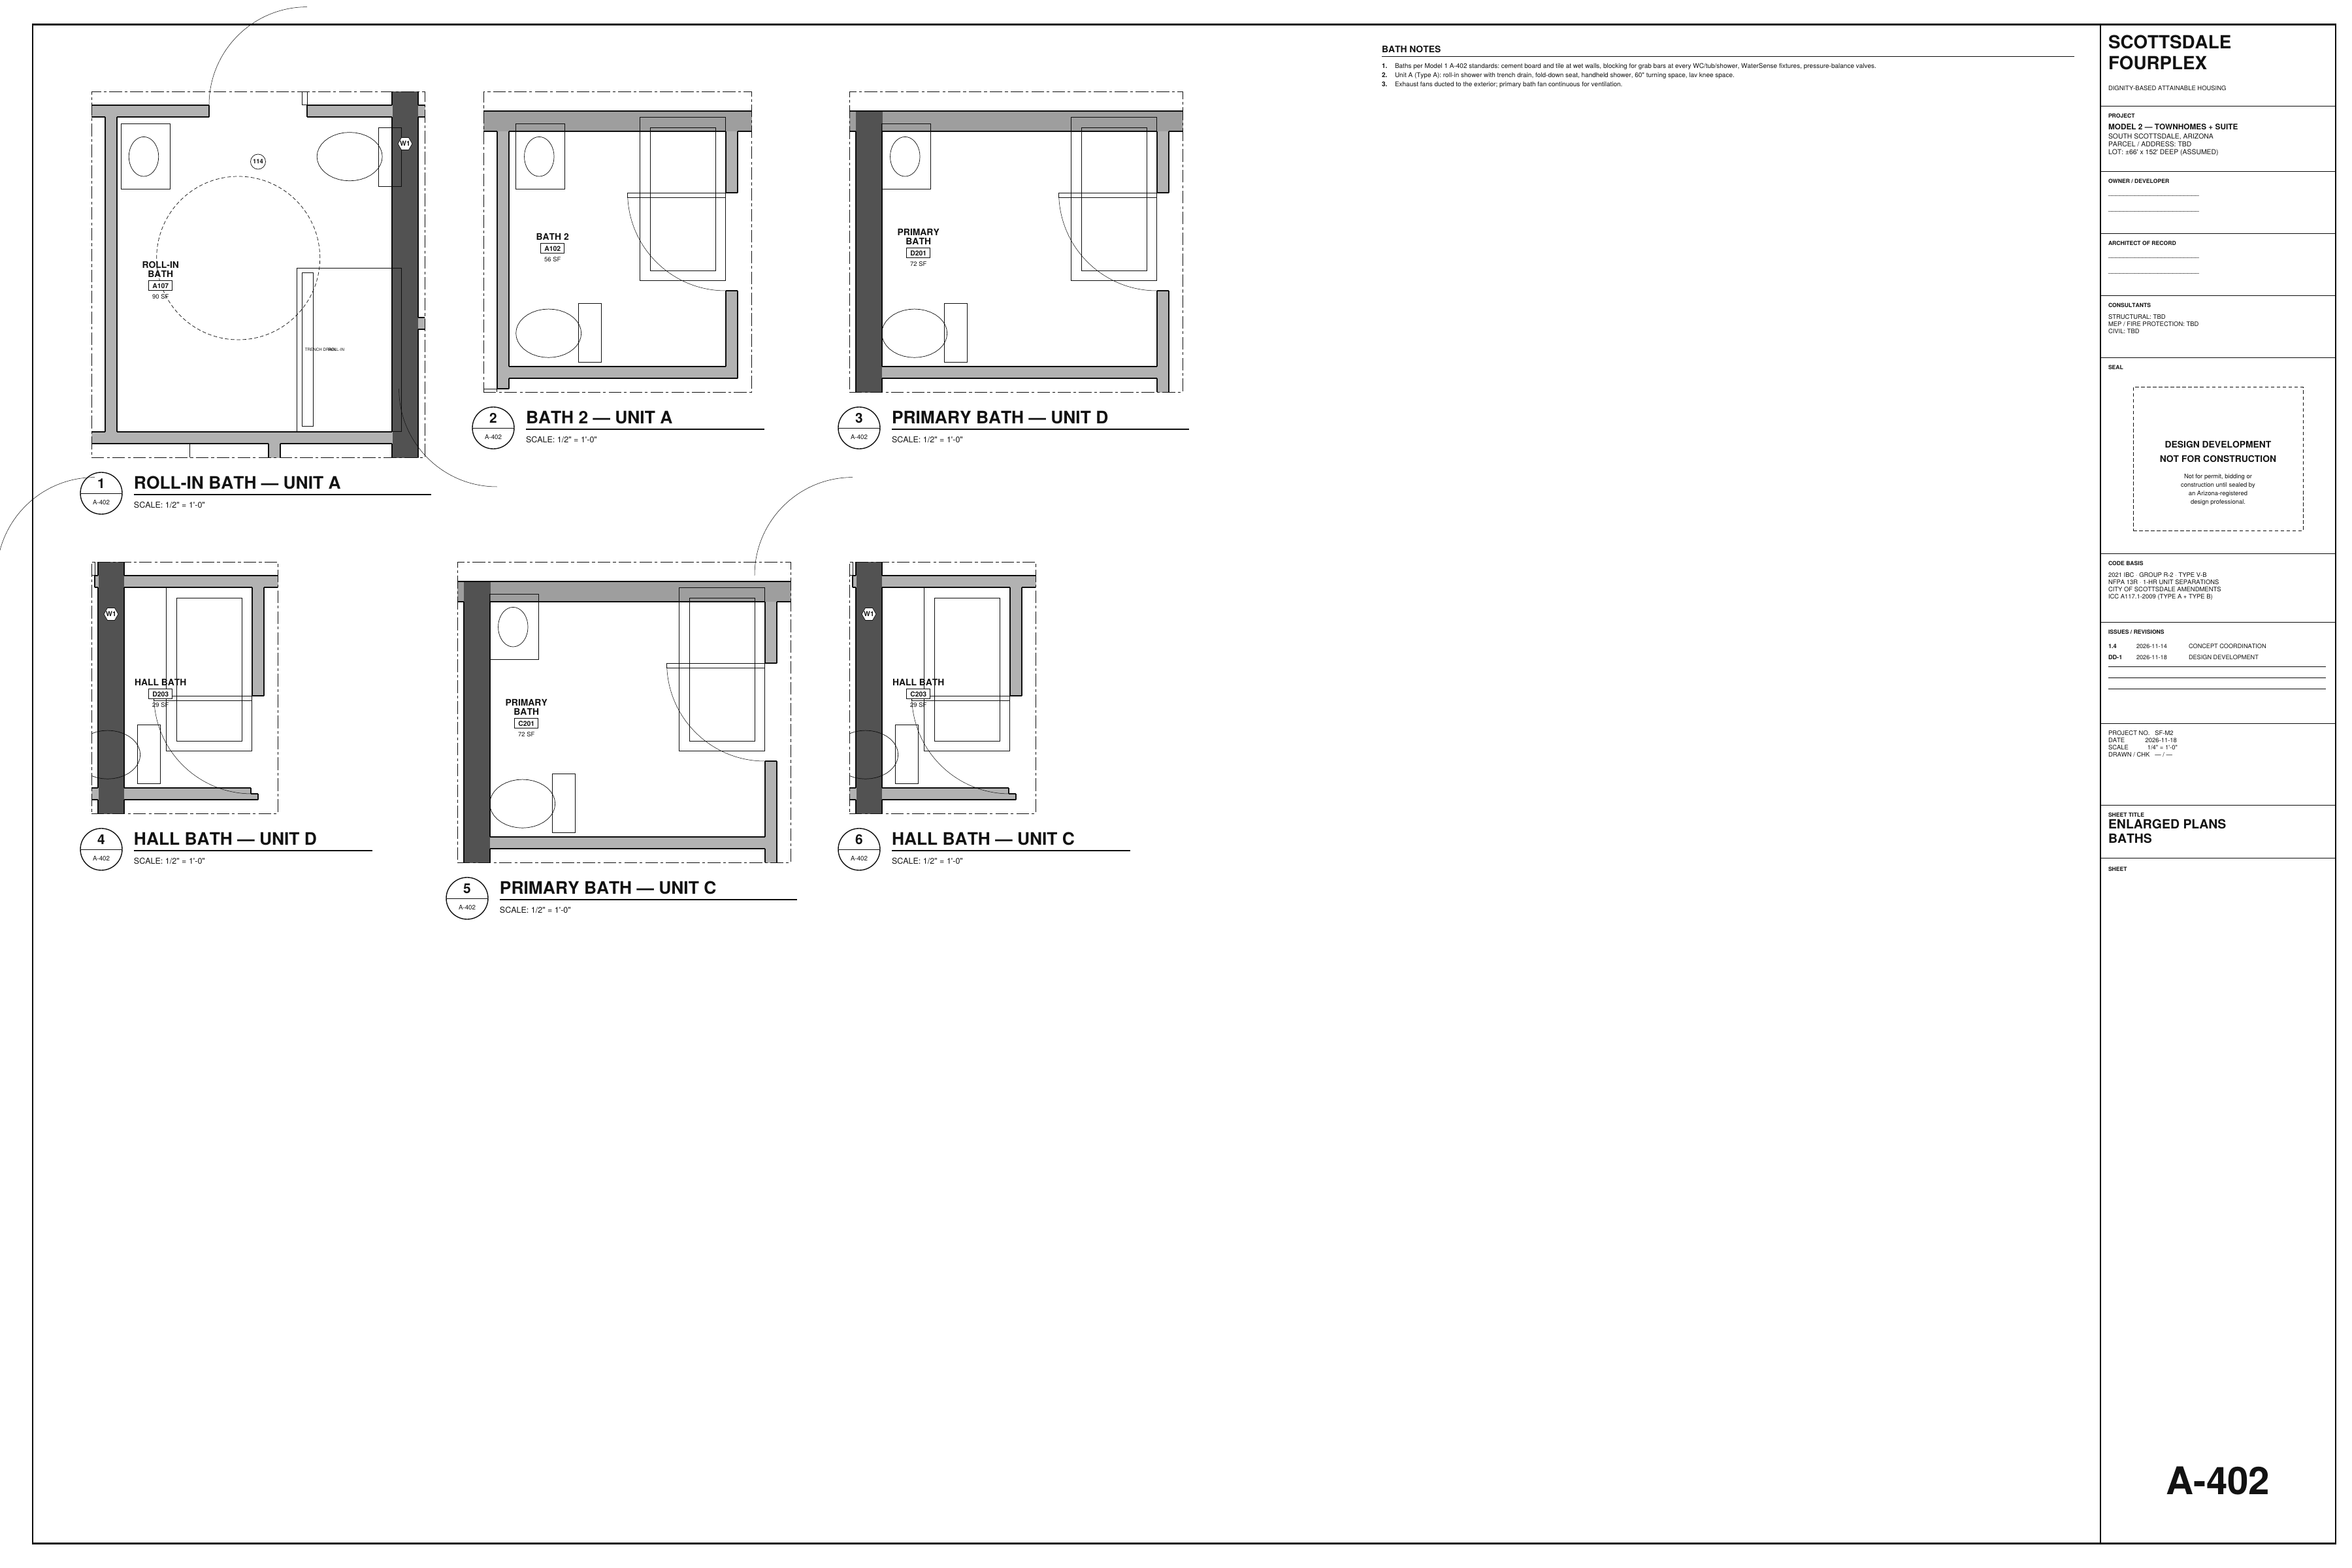 BATH NOTES
1. Baths per Model 1 A-402 standards: cement board and tile at wet walls, blocking for grab bars at every WC/tub/shower, WaterSense fixtures, pressure-balance valves.
2. Unit A (Type A): roll-in shower with trench drain, fold-down seat, handheld shower, 60" turning space, lav knee space.
3. Exhaust fans ducted to the exterior; primary bath fan continuous for ventilation.
W1
114
ROLL-IN
BATH
A107
90 SF
TRENCH
ROLL IN
1
A-402
ROLL-IN BATH — UNIT A
SCALE: 1/2" = 1'-0"
BATH 2
A102
56 SF
2
A-402
BATH 2 — UNIT A
SCALE: 1/2" = 1'-0"
PRIMARY
BATH
D201
72 SF
3
A-402
PRIMARY BATH — UNIT D
SCALE: 1/2" = 1'-0"
W1
HALL BATH
D203
29 SF
4
A-402
HALL BATH — UNIT D
SCALE: 1/2" = 1'-0"
PRIMARY
BATH
C201
72 SF
5
A-402
PRIMARY BATH — UNIT C
SCALE: 1/2" = 1'-0"
W1
HALL BATH
C203
29 SF
6
A-402
HALL BATH — UNIT C
SCALE: 1/2" = 1'-0"
SCOTTSDALE
FOURPLEX
DIGNITY-BASED ATTAINABLE HOUSING
PROJECT
MODEL 2 — TOWNHOMES + SUITE
SOUTH SCOTTSDALE, ARIZONA
PARCEL / ADDRESS: TBD
LOT: ±66' x 152' DEEP (ASSUMED)
OWNER / DEVELOPER
ARCHITECT OF RECORD
CONSULTANTS
STRUCTURAL: TBD
MEP / FIRE PROTECTION: TBD
CIVIL: TBD
SEAL
DESIGN DEVELOPMENT
NOT FOR CONSTRUCTION
Not for permit, bidding or
construction until sealed by
an Arizona-registered
design professional.
CODE BASIS
2021 IBC · GROUP R-2 · TYPE V-B
NFPA 13R · 1-HR UNIT SEPARATIONS
CITY OF SCOTTSDALE AMENDMENTS
ICC A117.1-2009 (TYPE A + TYPE B)
ISSUES / REVISIONS
1.4 2026-11-14 CONCEPT COORDINATION
DD-1 2026-11-18 DESIGN DEVELOPMENT
PROJECT NO. SF-M2
DATE 2026-11-18
SCALE 1/4" = 1'-0"
DRAWN / CHK — / —
SHEET TITLE
ENLARGED PLANS
BATHS
SHEET
A-402